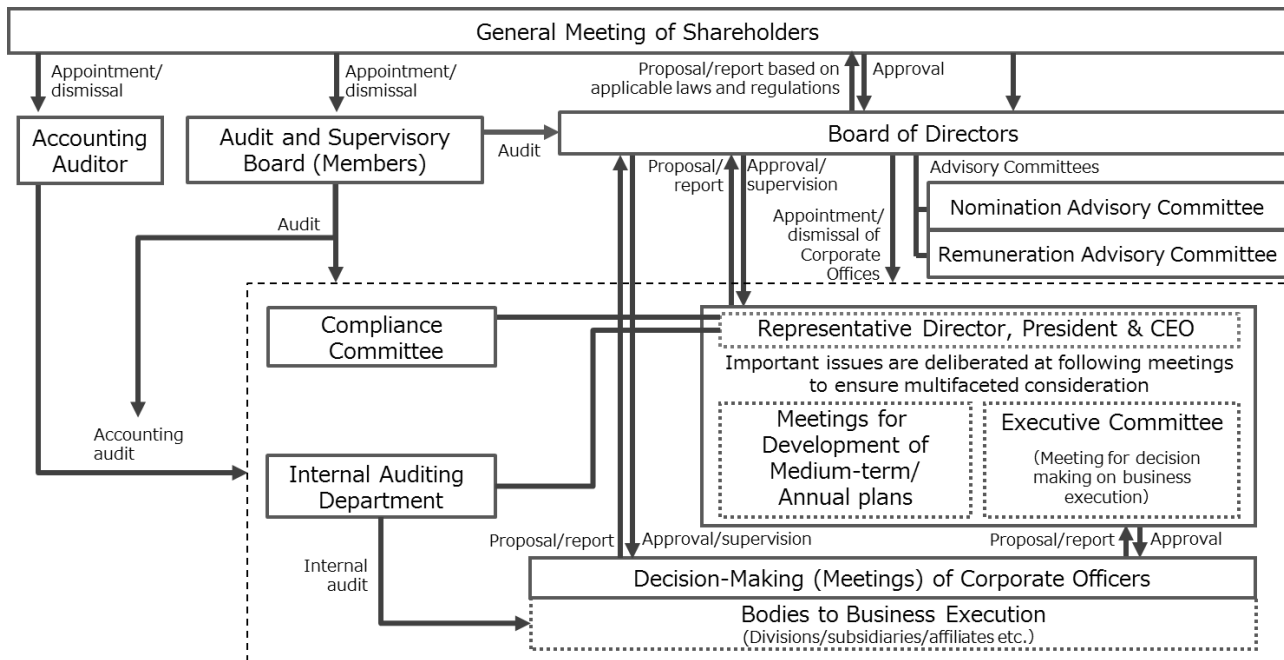 General Meeting of Shareholders
Appointment/
dismissal
Appointment/
dismissal
Proposal/report based on
applicable laws and regulations
Approval
Accounting
Auditor
Audit and Supervisory
Board (Members)
Audit
Board of Directors
Proposal/
report
Approval/
supervision
Advisory Committees
Nomination Advisory Committee
Remuneration Advisory Committee
Appointment/
dismissal of
Corporate
Offices
Audit
Compliance
Committee
Representative Director, President & CEO
Important issues are deliberated at following meetings
to ensure multifaceted consideration
Meetings for
Development of
Medium-term/
Annual plans
Executive Committee
(Meeting for decision
making on business
execution)
Accounting
audit
Internal Auditing
Department
Proposal/report
Approval/supervision
Proposal/report
Approval
Internal
audit
Decision-Making (Meetings) of Corporate Officers
Bodies to Business Execution
(Divisions/subsidiaries/affiliates etc.)